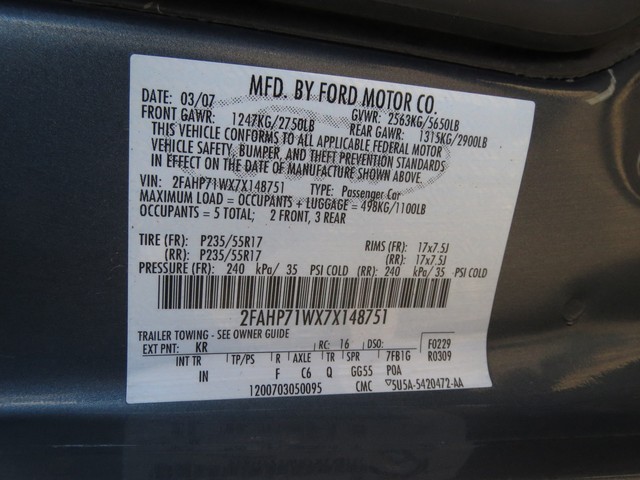 MFD. BY FORD MOTOR CO.
DATE: 03/07 GVWR: 2563KG/5650LB
FRONT GAWR: 1247KG/2750LB REAR GAWR: 1315KG/2900LB
THIS VEHICLE CONFORMS TO ALL APPLICABLE FEDERAL MOTOR
VEHICLE SAFETY, BUMPER, AND THEFT PREVENTION STANDARDS
IN EFFECT ON THE DATE OF MANUFACTURE SHOWN ABOVE.
VIN: 2FAHP71WX7X148751 TYPE: Passenger Car
MAXIMUM LOAD = OCCUPANTS + LUGGAGE = 498KG/1100LB
OCCUPANTS = 5 TOTAL; 2 FRONT, 3 REAR
TIRE (FR): P235/55R17 RIMS (FR): 17x7.5J
(RR): P235/55R17 (RR): 17x7.5J
PRESSURE (FR): 240 kPa/ 35 PSI COLD (RR): 240 kPa/ 35 PSI COLD
2FAHP71WX7X148751
TRAILER TOWING - SEE OWNER GUIDE
EXT PNT: KR RC: 16 DSO: F0229
INT TR TP/PS R AXLE TR SPR 7FB1G R0309
IN F C6 Q GG55 POA
1200703050095 CMC 5U5A-5420472-AA